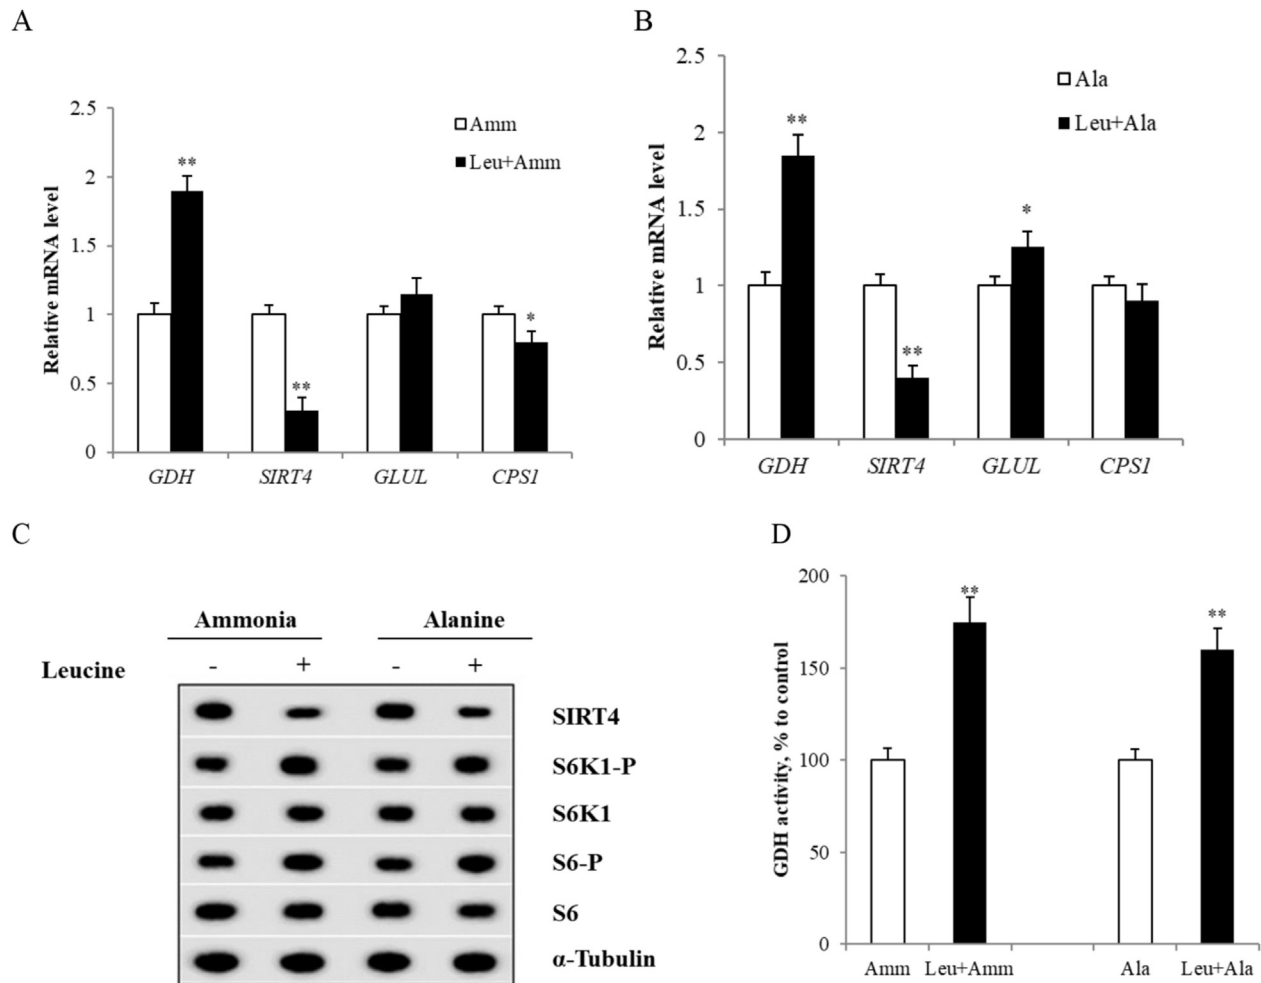 A
Relative mRNA level
2.5
2
1.5
1
0.5
0
Amm
Leu+Amm
**
**
*
GDH SIRT4 GLUL CPS1
B
Relative mRNA level
2.5
2
1.5
1
0.5
0
Ala
Leu+Ala
**
**
*
GDH SIRT4 GLUL CPS1
C
Ammonia Alanine
Leucine - + - +
SIRT4
S6K1-P
S6K1
S6-P
S6
α-Tubulin
D
GDH activity, % to control
200
150
100
50
0
**
**
Amm Leu+Amm Ala Leu+Ala